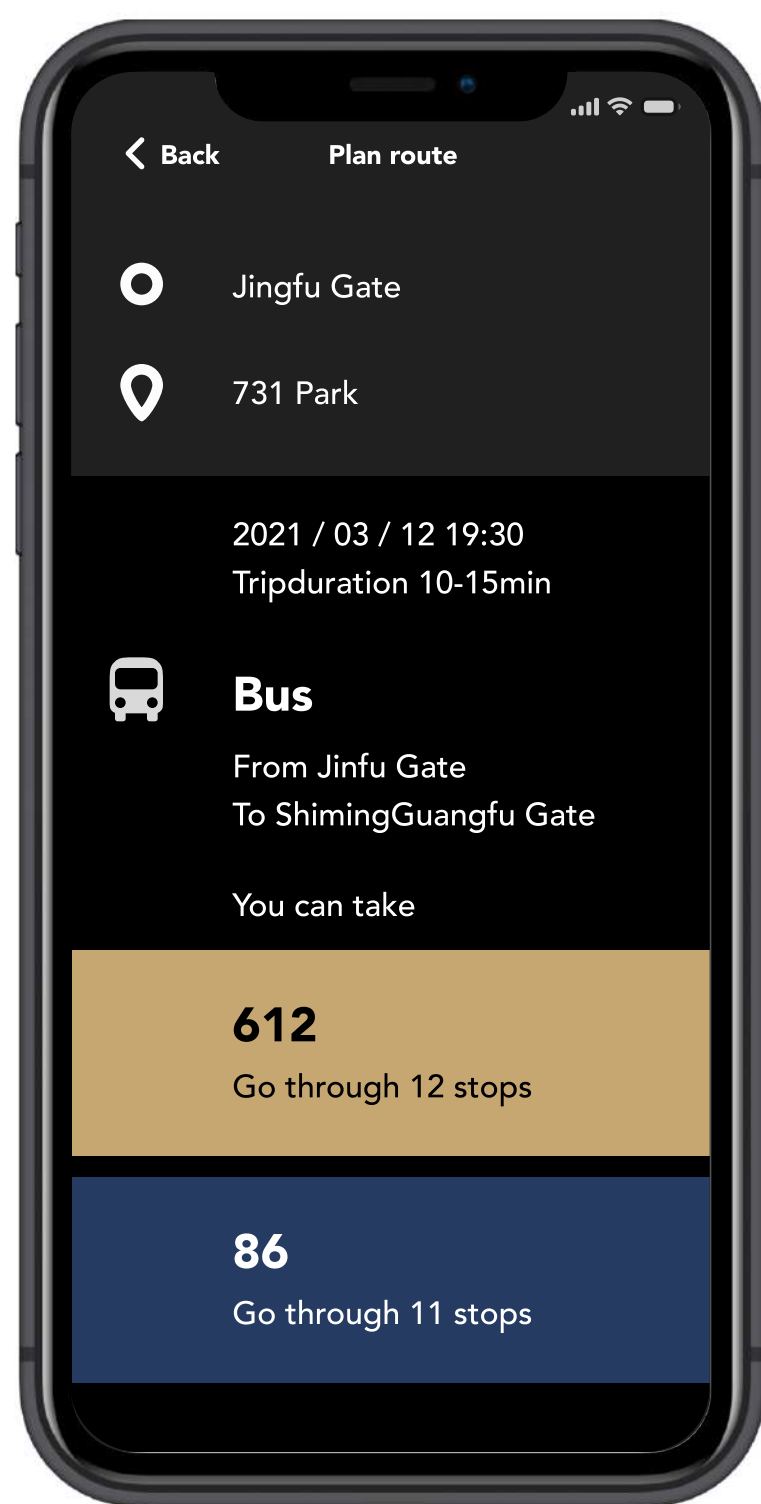 Back
Plan route
Jingfu Gate
731 Park
2021 / 03 / 12 19:30
Tripduration 10-15min
Bus
From Jinfu Gate
To ShimingGuangfu Gate
You can take
612
Go through 12 stops
86
Go through 11 stops